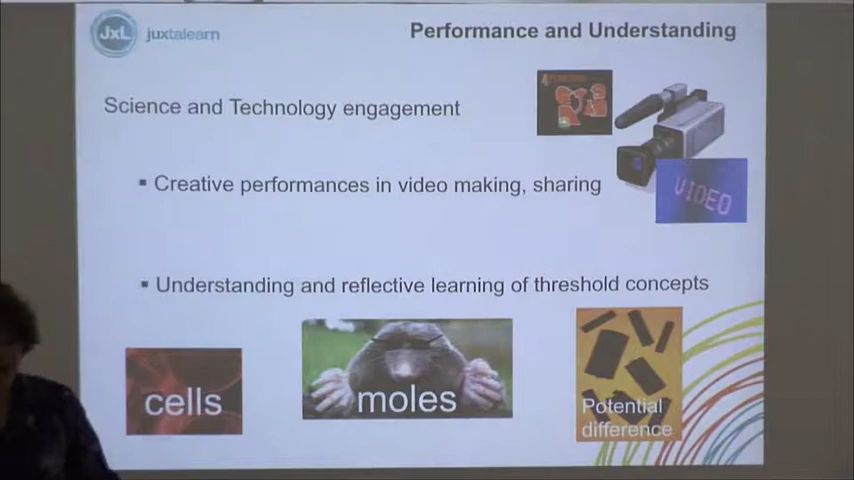 JxL juxtalearn
Performance and Understanding
Science and Technology engagement
▪ Creative performances in video making, sharing
VIDEO
▪ Understanding and reflective learning of threshold concepts
cells
moles
Potential
difference